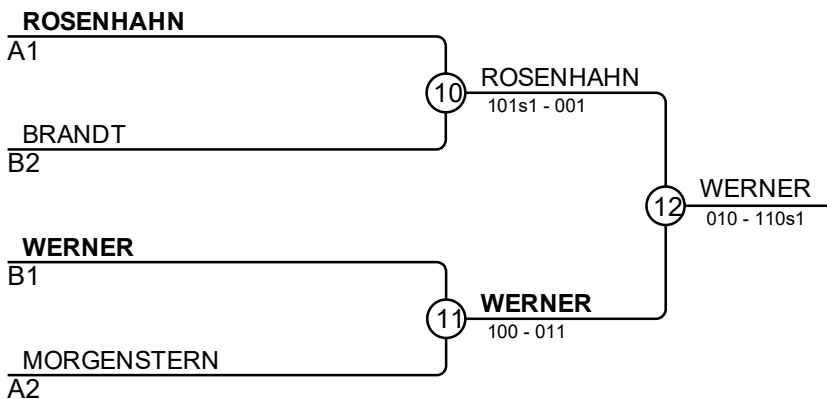 ROSENHAHN
A1
10
ROSENHAHN
101s1 - 001
BRANDT
B2
12
WERNER
010 - 110s1
WERNER
B1
11
WERNER
100 - 011
MORGENSTERN
A2